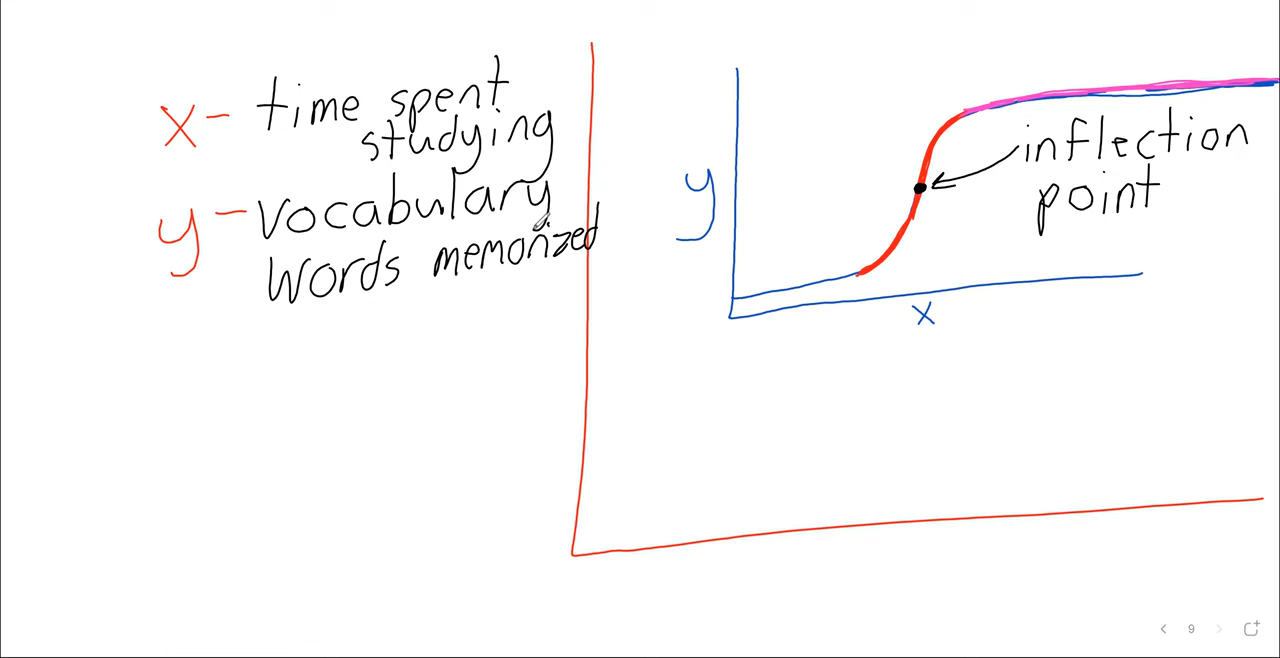 x- time spent
studying
y- vocabulary
words memorized
y
inflection
point
x
9